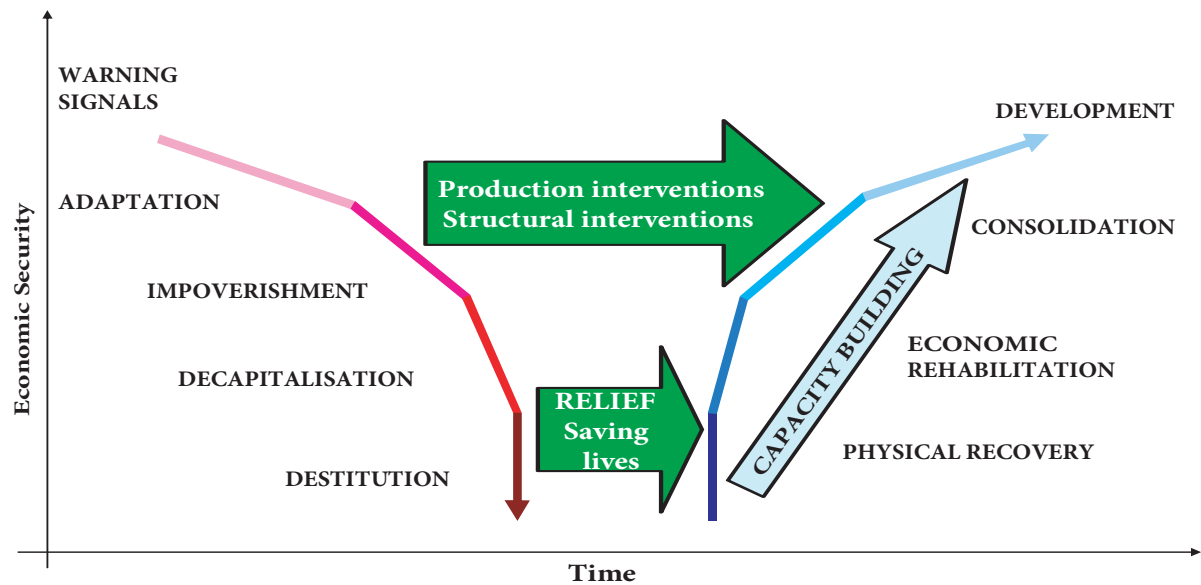 WARNING
SIGNALS
ADAPTATION
IMPOVERISHMENT
DECAPITALISATION
DESTITUTION
Production interventions
Structural interventions
RELIEF
Saving
lives
DEVELOPMENT
CONSOLIDATION
ECONOMIC
REHABILITATION
PHYSICAL RECOVERY
CAPACITY BUILDING
Economic Security
Time